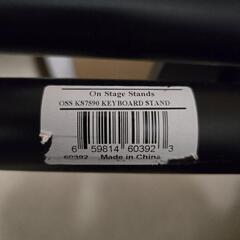 On Stage Stands
OSS KS7590 KEYBOARD STAND
6 59814 60392 3
60392 Made in China